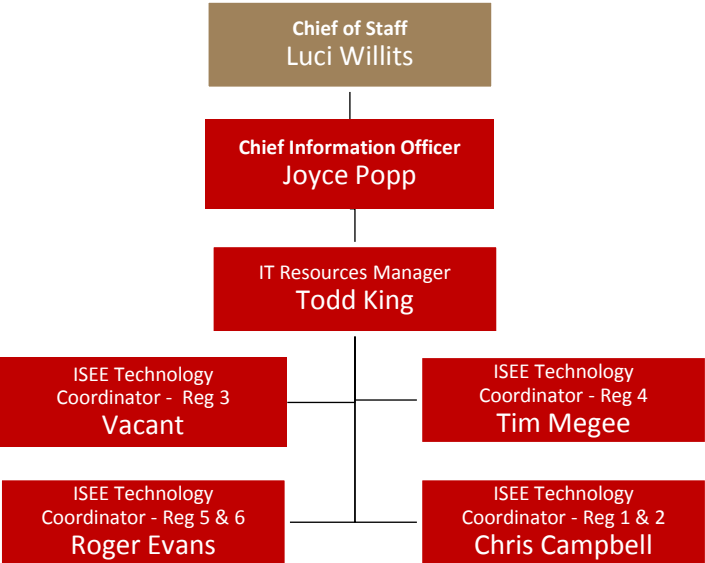 Chief of Staff
Luci Willits
Chief Information Officer
Joyce Popp
IT Resources Manager
Todd King
ISEE Technology
Coordinator -  Reg 3
Vacant
ISEE Technology
Coordinator - Reg 4
Tim Megee
ISEE Technology
Coordinator - Reg 5 & 6
Roger Evans
ISEE Technology
Coordinator - Reg 1 & 2
Chris Campbell